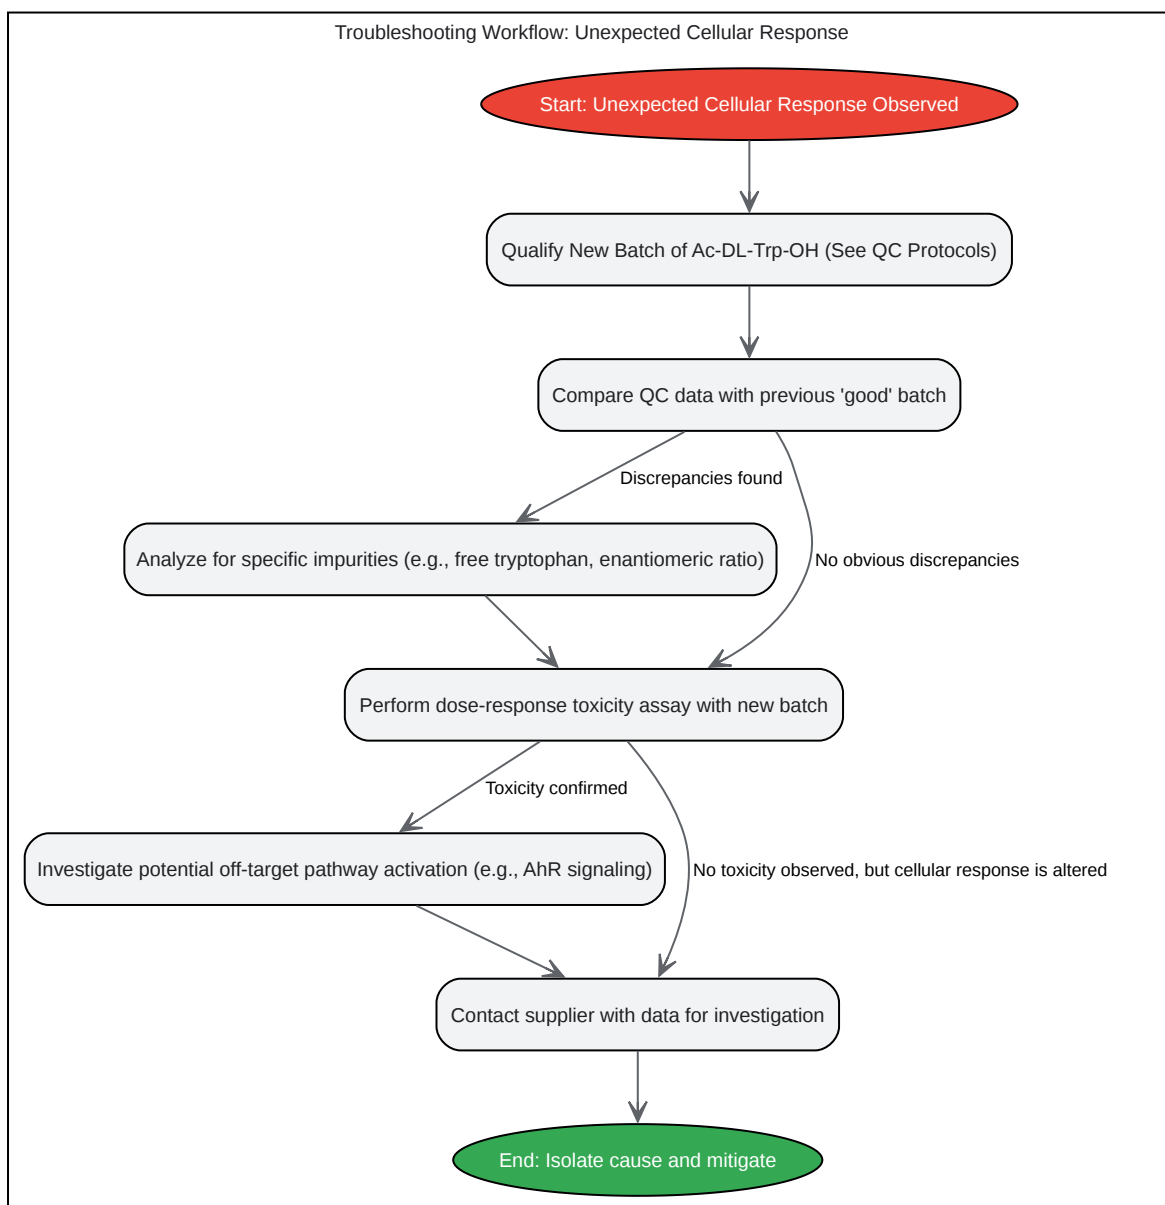 Troubleshooting Workflow: Unexpected Cellular Response
Start: Unexpected Cellular Response Observed
Qualify New Batch of Ac-DL-Trp-OH (See QC Protocols)
Compare QC data with previous 'good' batch
Discrepancies found
Analyze for specific impurities (e.g., free tryptophan, enantiomeric ratio)
No obvious discrepancies
Perform dose-response toxicity assay with new batch
Toxicity confirmed
Investigate potential off-target pathway activation (e.g., AhR signaling)
No toxicity observed, but cellular response is altered
Contact supplier with data for investigation
End: Isolate cause and mitigate